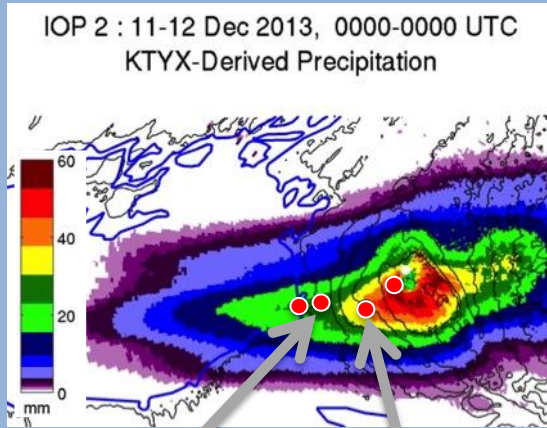 IOP 2 : 11-12 Dec 2013, 0000-0000 UTC
KTYX-Derived Precipitation
60
40
20
0
mm